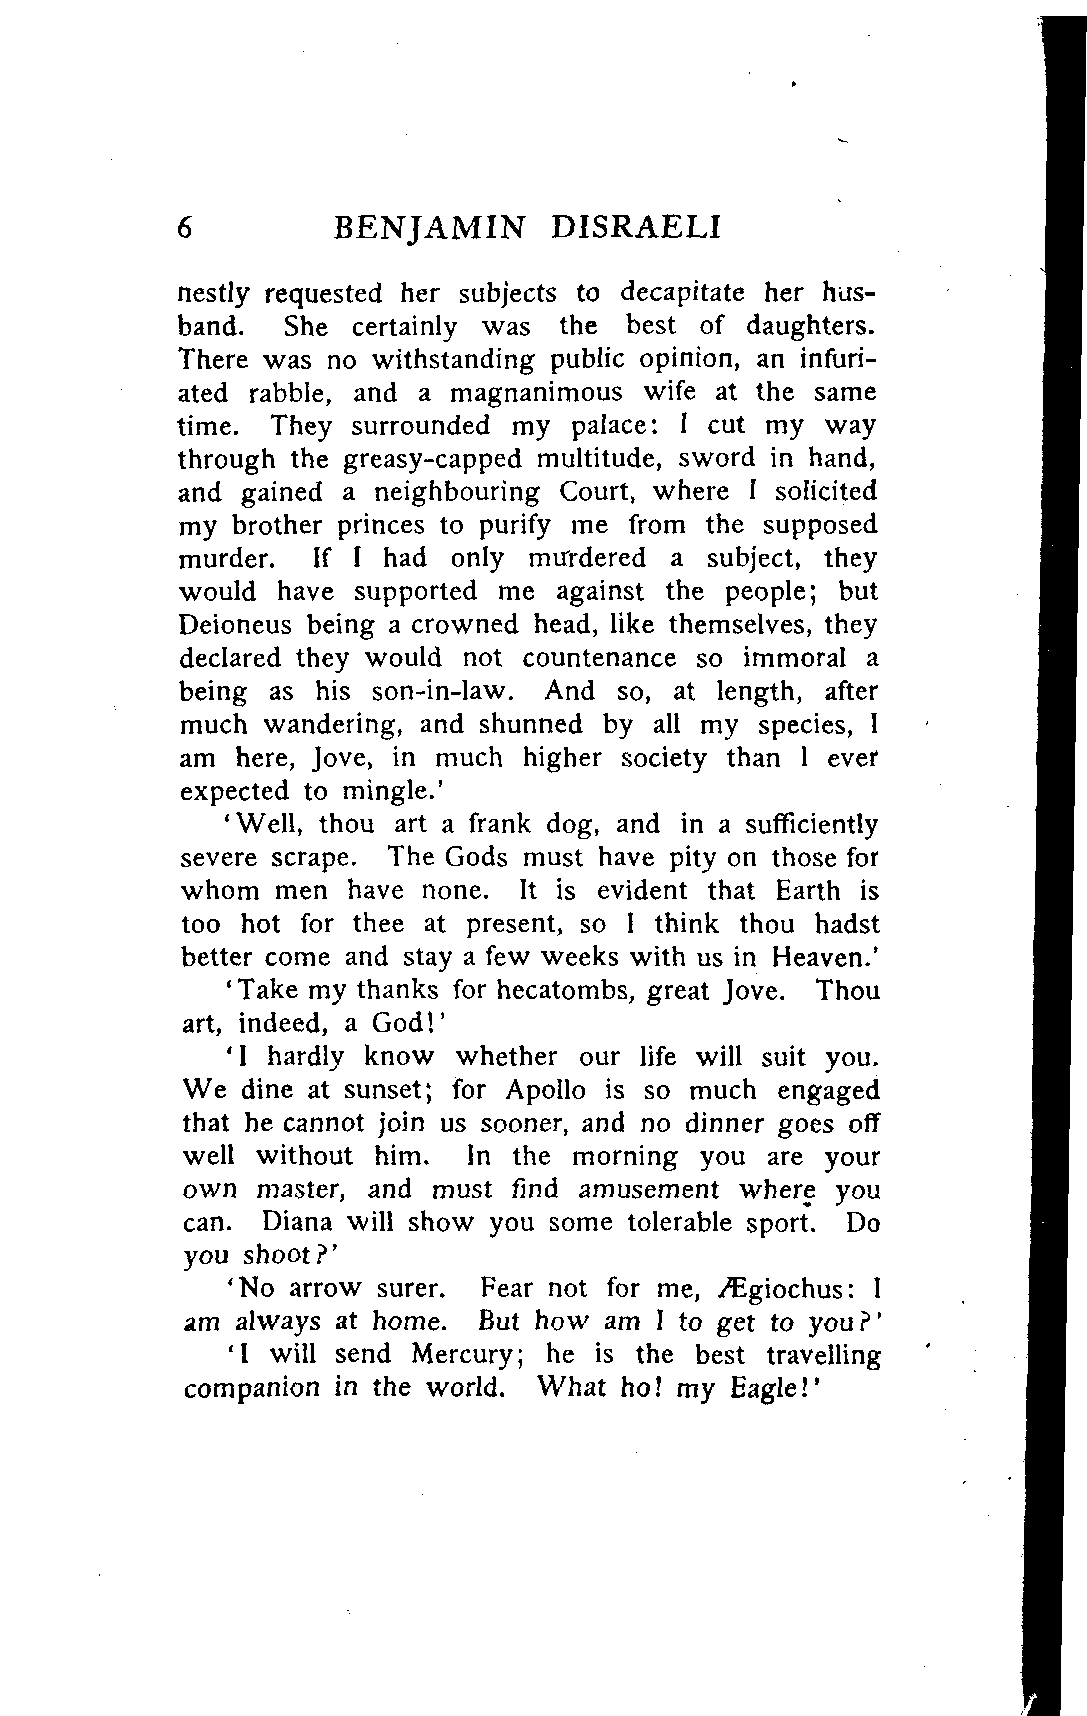 6 BENJAMIN DISRAELI
nestly requested her subjects to decapitate her hus-
band. She certainly was the best of daughters.
There was no withstanding public opinion, an infuri-
ated rabble, and a magnanimous wife at the same
time. They surrounded my palace: I cut my way
through the greasy-capped multitude, sword in hand,
and gained a neighbouring Court, where I solicited
my brother princes to purify me from the supposed
murder. If I had only murdered a subject, they
would have supported me against the people; but
Deioneus being a crowned head, like themselves, they
declared they would not countenance so immoral a
being as his son-in-law. And so, at length, after
much wandering, and shunned by all my species, I
am here, Jove, in much higher society than I ever
expected to mingle.'
'Well, thou art a frank dog, and in a sufficiently
severe scrape. The Gods must have pity on those for
whom men have none. It is evident that Earth is
too hot for thee at present, so I think thou hadst
better come and stay a few weeks with us in Heaven.'
'Take my thanks for hecatombs, great Jove. Thou
art, indeed, a God!'
'I hardly know whether our life will suit you.
We dine at sunset; for Apollo is so much engaged
that he cannot join us sooner, and no dinner goes off
well without him. In the morning you are your
own master, and must find amusement where you
can. Diana will show you some tolerable sport. Do
you shoot?'
'No arrow surer. Fear not for me, Ægiochus: I
am always at home. But how am I to get to you?'
'I will send Mercury; he is the best travelling
companion in the world. What ho! my Eagle!'